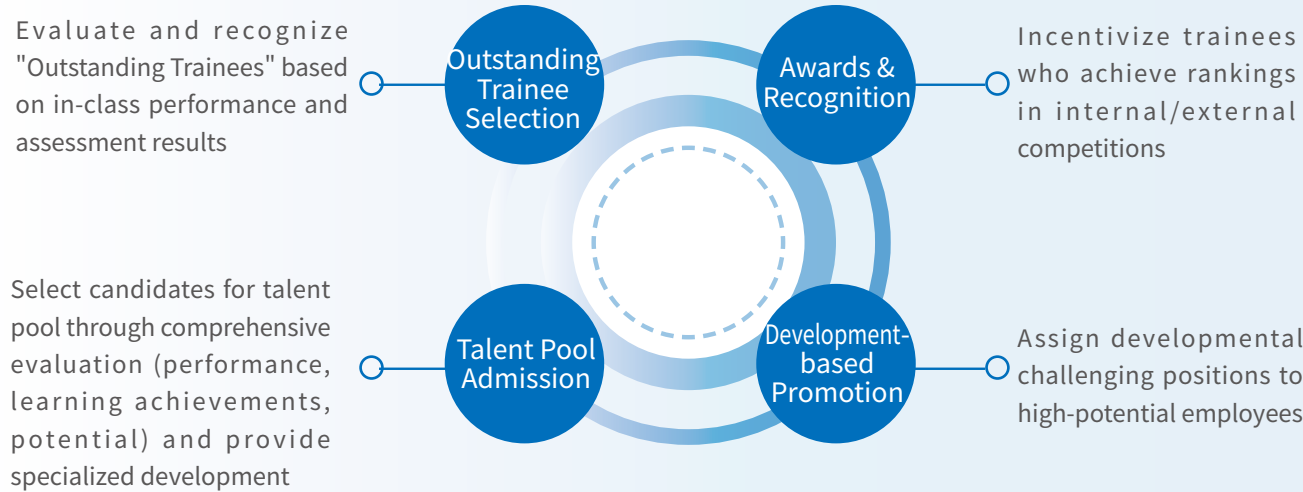 Evaluate and recognize
"Outstanding Trainees" based
on in-class performance and
assessment results
Outstanding
Trainee
Selection
Awards &
Recognition
Incentivize trainees
who achieve rankings
in internal/external
competitions
Select candidates for talent
pool through comprehensive
evaluation (performance,
learning achievements,
potential) and provide
specialized development
Talent Pool
Admission
Development-
based
Promotion
Assign developmental
challenging positions to
high-potential employees